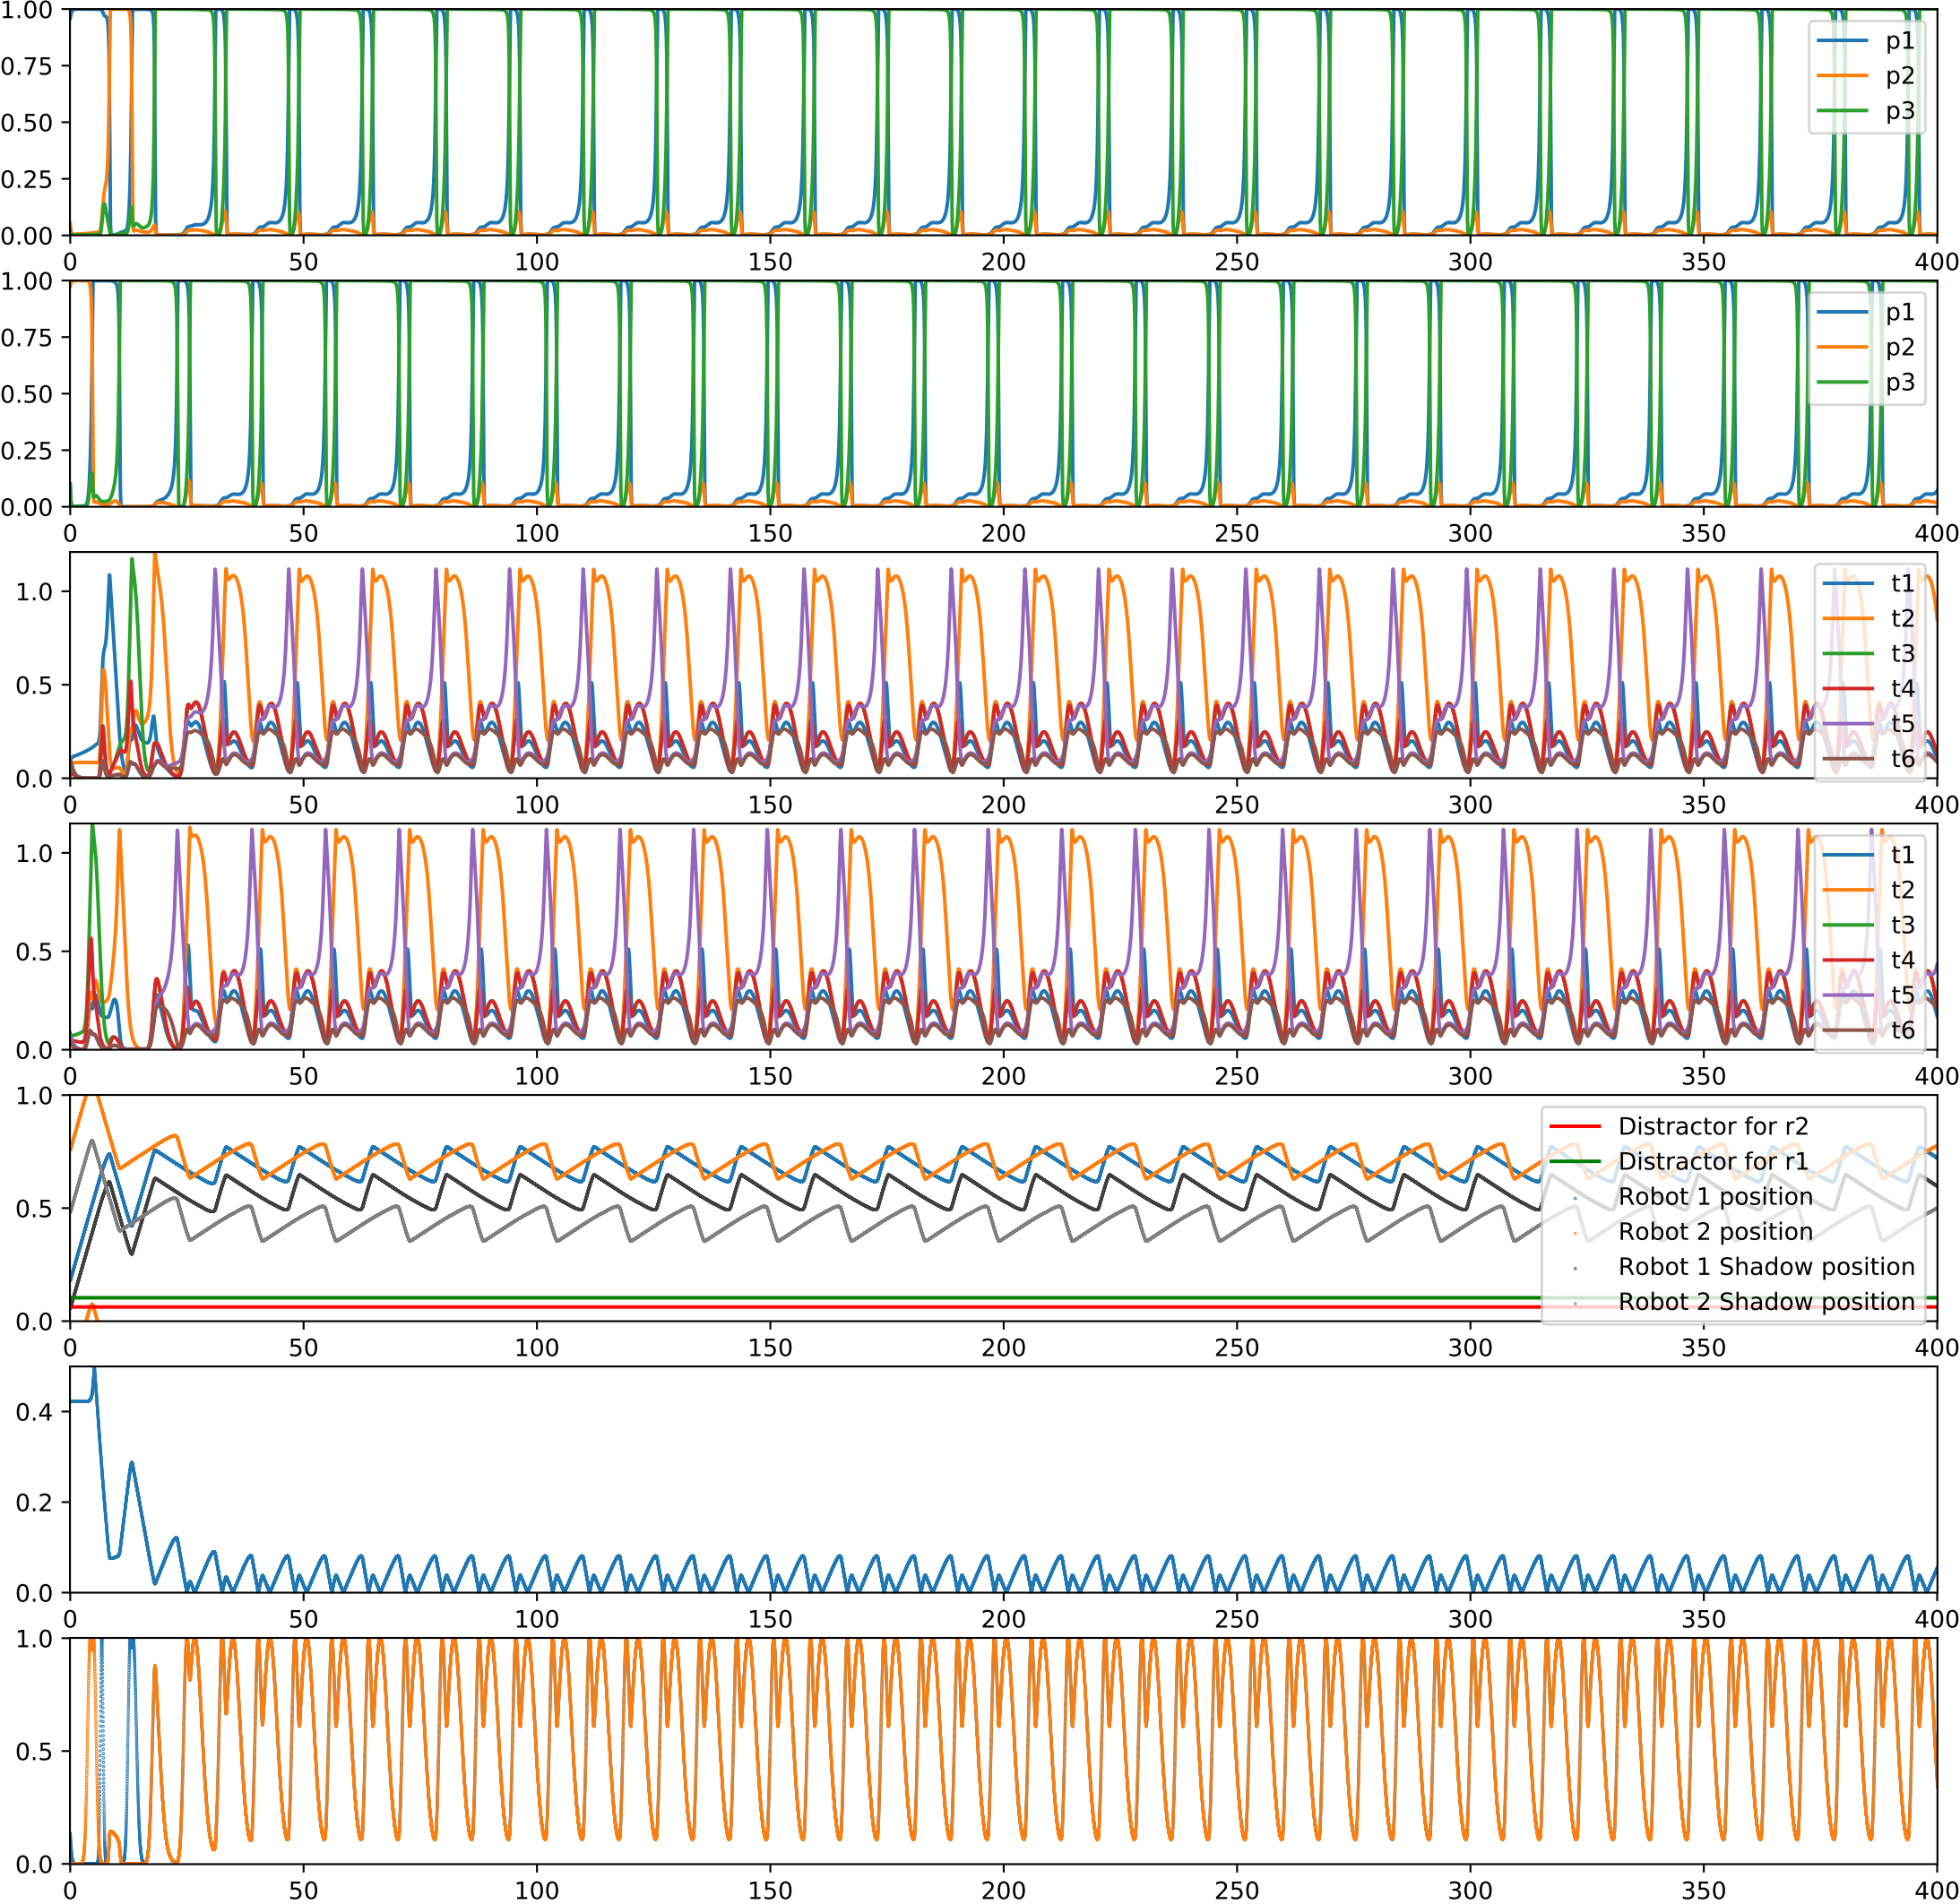 1.00
0.75
0.50
0.25
0.00
p1
p2
p3
0 50 100 150 200 250 300 350 400
1.00
0.75
0.50
0.25
0.00
p1
p2
p3
0 50 100 150 200 250 300 350 400
1.0
0.5
0.0
t1
t2
t3
t4
t5
t6
0 50 100 150 200 250 300 350 400
1.0
0.5
0.0
t1
t2
t3
t4
t5
t6
0 50 100 150 200 250 300 350 400
1.0
0.5
0.0
Distractor for r2
Distractor for r1
Robot 1 position
Robot 2 position
Robot 1 Shadow position
Robot 2 Shadow position
0 50 100 150 200 250 300 350 400
0.4
0.2
0.0
0 50 100 150 200 250 300 350 400
1.0
0.5
0.0
0 50 100 150 200 250 300 350 400